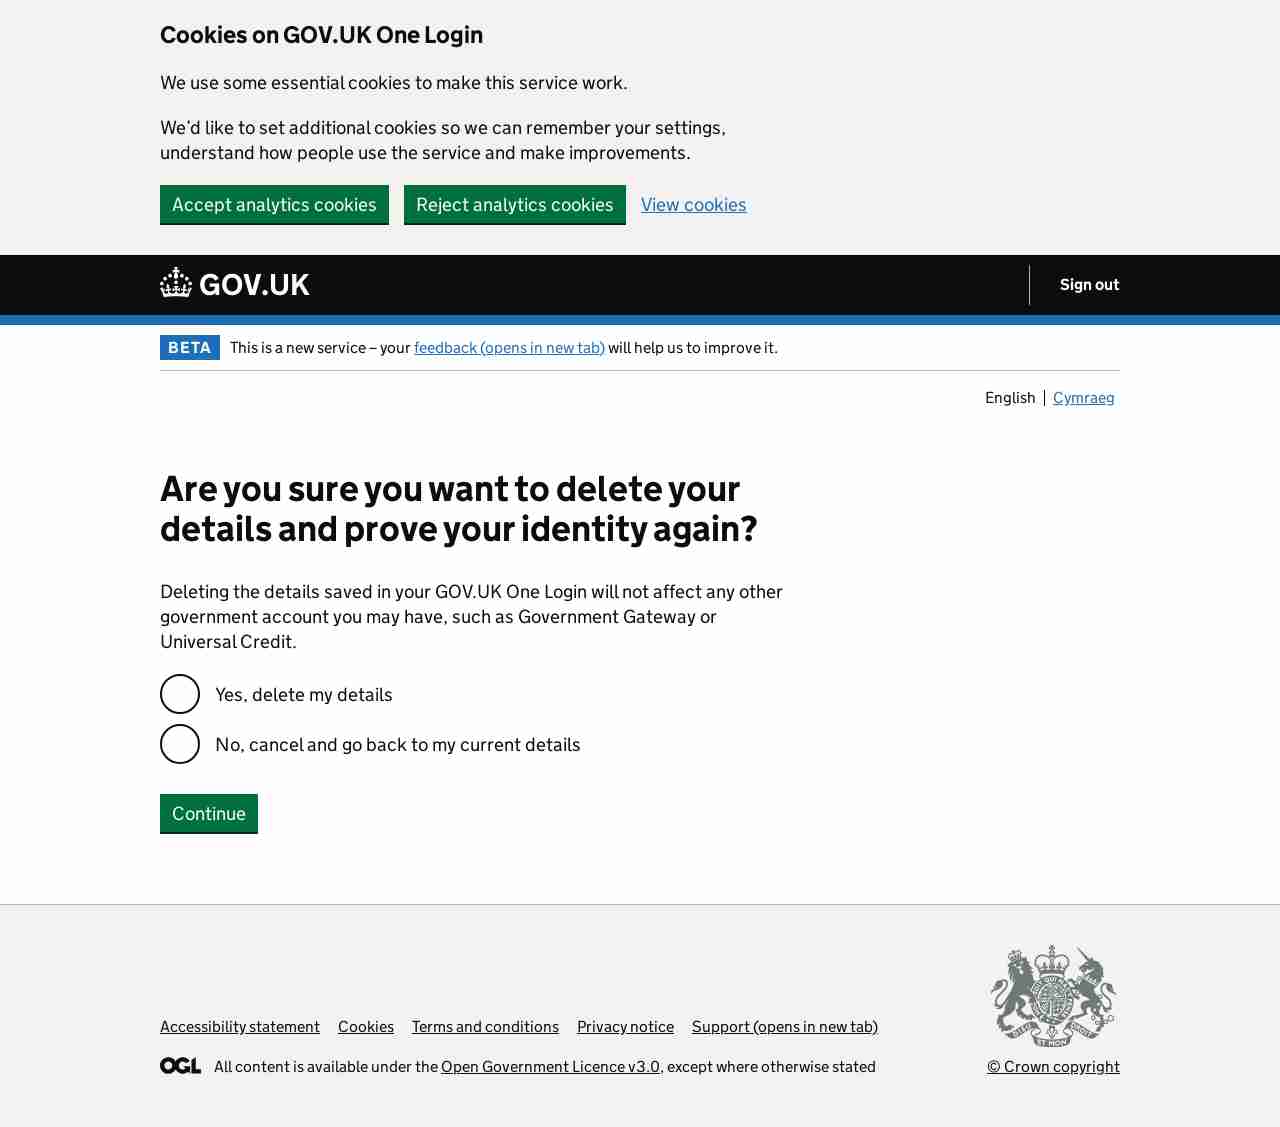 Cookies on GOV.UK One Login
We use some essential cookies to make this service work.
We’d like to set additional cookies so we can remember your settings,
understand how people use the service and make improvements.
Accept analytics cookies Reject analytics cookies View cookies
GOV.UK Sign out
BETA This is a new service – your feedback (opens in new tab) will help us to improve it.
English Cymraeg
Are you sure you want to delete your
details and prove your identity again?
Deleting the details saved in your GOV.UK One Login will not affect any other
government account you may have, such as Government Gateway or
Universal Credit.
Yes, delete my details
No, cancel and go back to my current details
Continue
Accessibility statement Cookies Terms and conditions Privacy notice Support (opens in new tab)
OGL All content is available under the Open Government Licence v3.0, except where otherwise stated
© Crown copyright